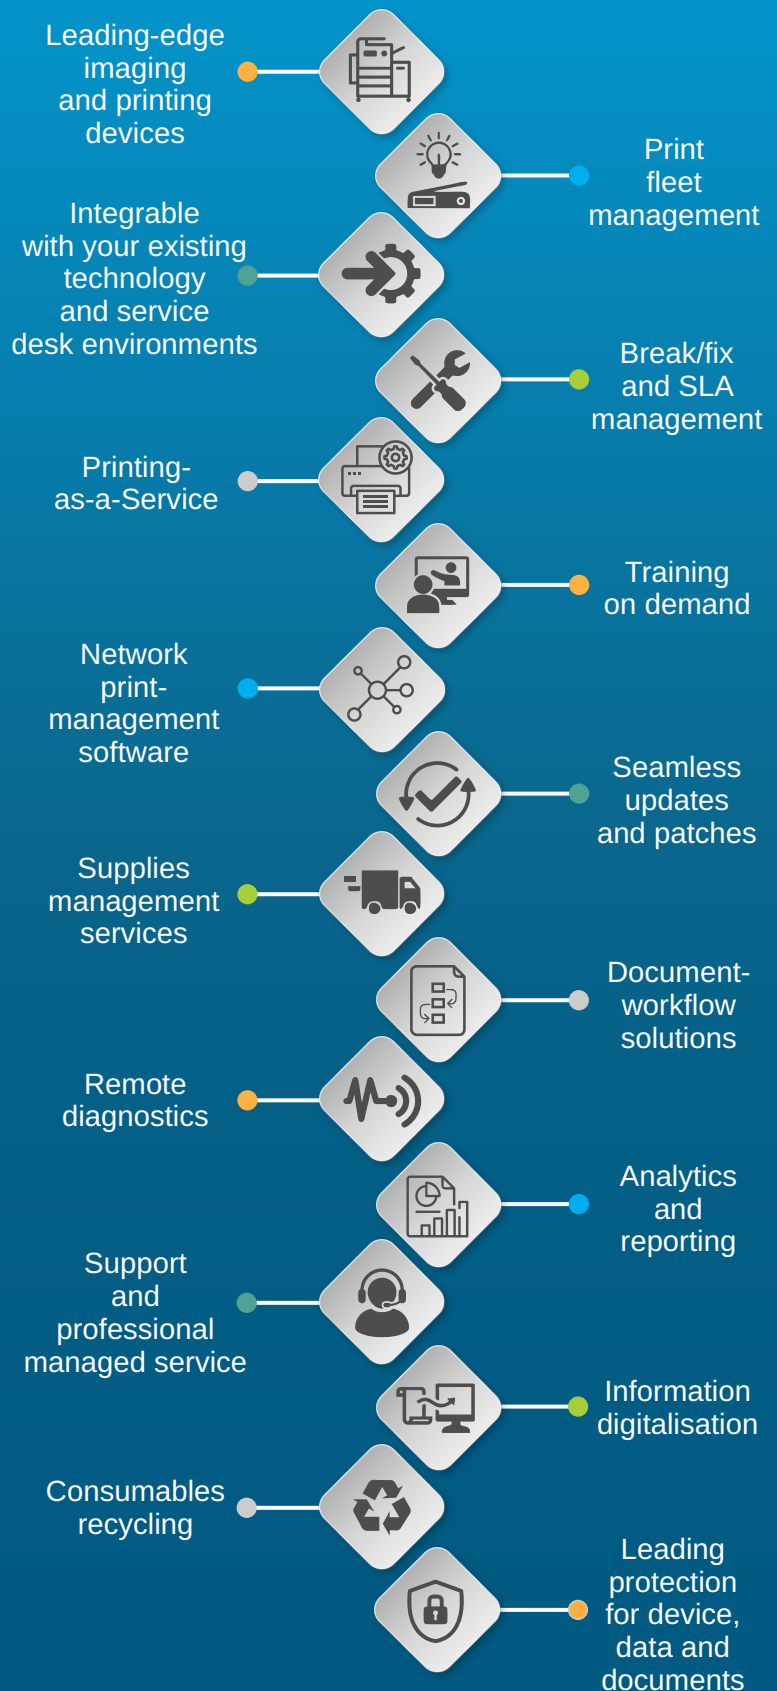 Leading-edge
imaging
and printing
devices
Print
fleet
management
Integrable
with your existing
technology
and service
desk environments
Break/fix
and SLA
management
Printing-
as-a-Service
Training
on demand
Network
print-
management
software
Seamless
updates
and patches
Supplies
management
services
Document-
workflow
solutions
Remote
diagnostics
Analytics
and
reporting
Support
and
professional
managed service
Information
digitalisation
Consumables
recycling
Leading
protection
for device,
data and
documents